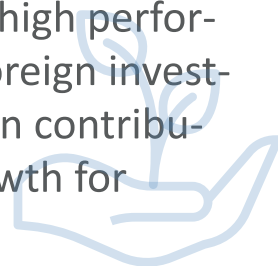 high perfor-
oreign invest-
n contribu-
wth for